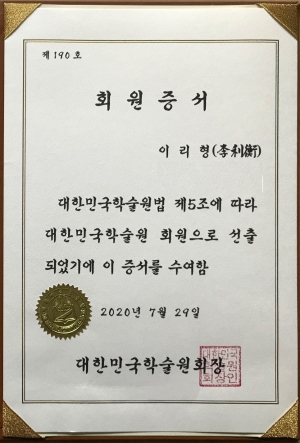 제 190 호
회 원 증 서
이 리 형(李利衡)
대한민국학술원법 제5조에 따라
대한민국학술원 회원으로 선출
되었기에 이 증서를 수여함
2020년 7월 29일
대한민국학술원회장